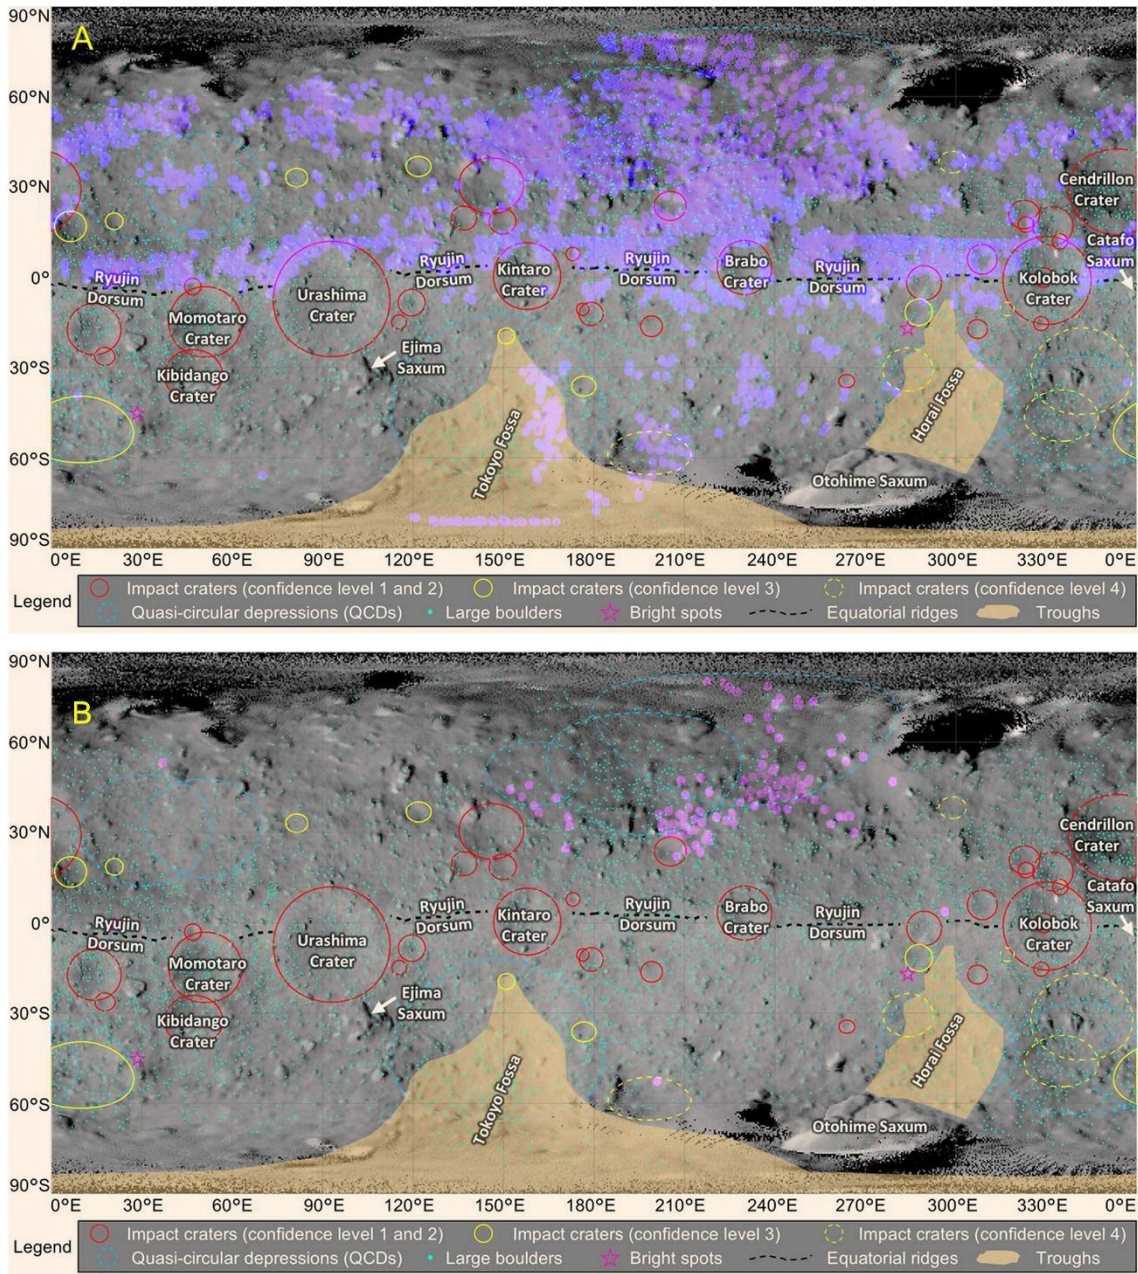 90°N
A
60°N
30°N
Cendrillon
Crater
Catafo
Saxum
Ryujin
Dorsum
Ryujin
Dorsum
Kintaro
Crater
Ryujin
Dorsum
Brabo
Crater
Ryujin
Dorsum
Kolobok
Crater
0°
Urashima
Crater
Momotaro
Crater
Kibidango
Crater
Ejima
Saxum
30°S
Tokoyo Fossa
Horai Fossa
60°S
Otohime Saxum
90°S
0°E 30°E 60°E 90°E 120°E 150°E 180°E 210°E 240°E 270°E 300°E 330°E 0°E
Legend
Impact craters (confidence level 1 and 2) Impact craters (confidence level 3) Impact craters (confidence level 4)
Quasi-circular depressions (QCDs) Large boulders Bright spots Equatorial ridges Troughs
90°N
B
60°N
30°N
Cendrillon
Crater
Catafo
Saxum
Ryujin
Dorsum
Ryujin
Dorsum
Kintaro
Crater
Ryujin
Dorsum
Brabo
Crater
Ryujin
Dorsum
Kolobok
Crater
0°
Urashima
Crater
Momotaro
Crater
Kibidango
Crater
Ejima
Saxum
30°S
Tokoyo Fossa
Horai Fossa
60°S
Otohime Saxum
90°S
0°E 30°E 60°E 90°E 120°E 150°E 180°E 210°E 240°E 270°E 300°E 330°E 0°E
Legend
Impact craters (confidence level 1 and 2) Impact craters (confidence level 3) Impact craters (confidence level 4)
Quasi-circular depressions (QCDs) Large boulders Bright spots Equatorial ridges Troughs